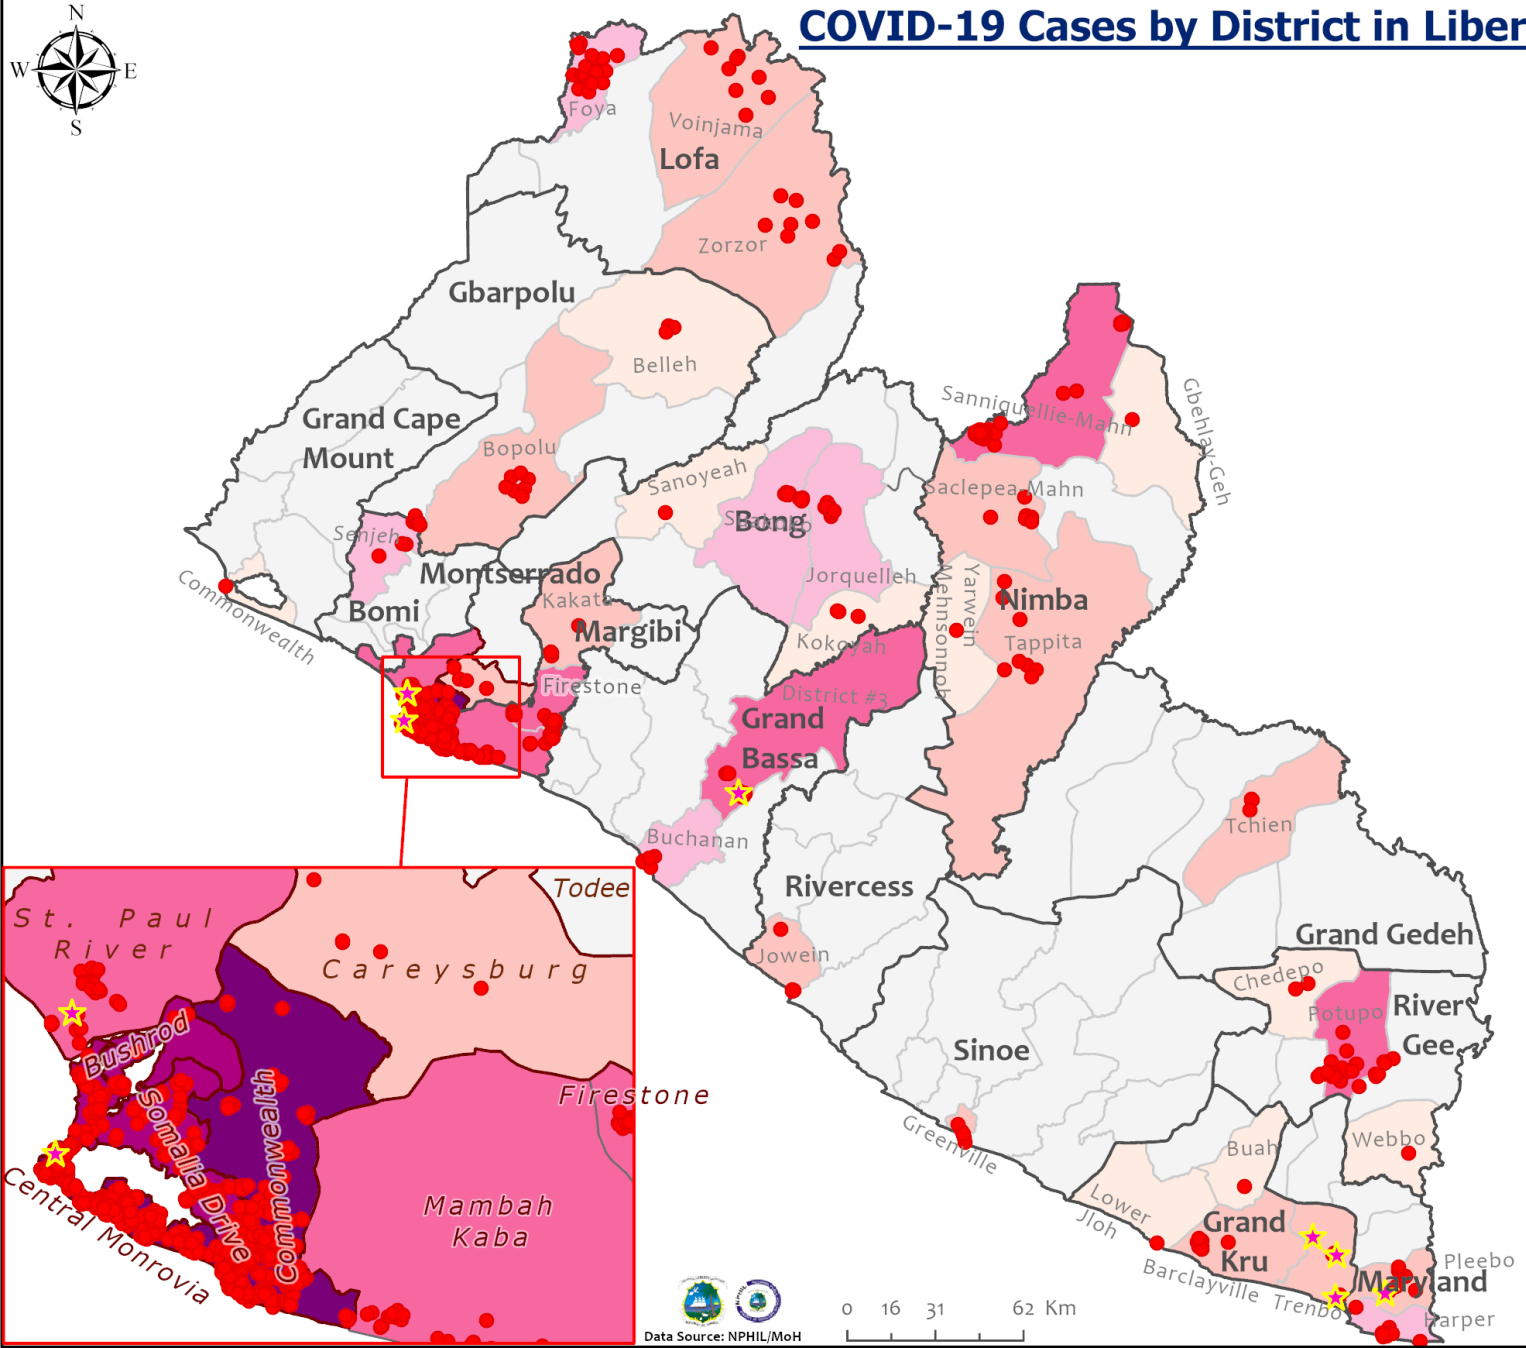 COVID-19 Cases by District in Liber
N
W
E
S
Foya
Voinjama
Lofa
Zorzor
Gbarpolu
Belleh
Grand Cape
Mount
Sanniquellie-Mahn
Gbehlay-Geh
Bopolu
Sanoyeah
Saclepea-Mahn
Senjeh
Bong
Commonwealth
Montserrado
Jorquelleh
Mehnsonnoh
Yarwein
Kakata
Nimba
Bomi
Margibi
Kokoyah
Tappita
Firestone
District #3
Grand
Bassa
Buchanan
Tchien
Rivercess
Jowein
Grand Gedeh
Chedepo
Potupo
River
Gee
Sinoe
Greenville
Buah
Webbo
Lower
Jloh
Grand
Kru
Barclayville
Trenbo
Pleebo
Maryland
Harper
Todee
St. Paul
River
Careysburg
Bushrod
Firestone
Somalia Drive
Commonwealth
Mambah
Kaba
Central Monrovia
0 16 31 62 Km
Data Source: NPHIL/MoH